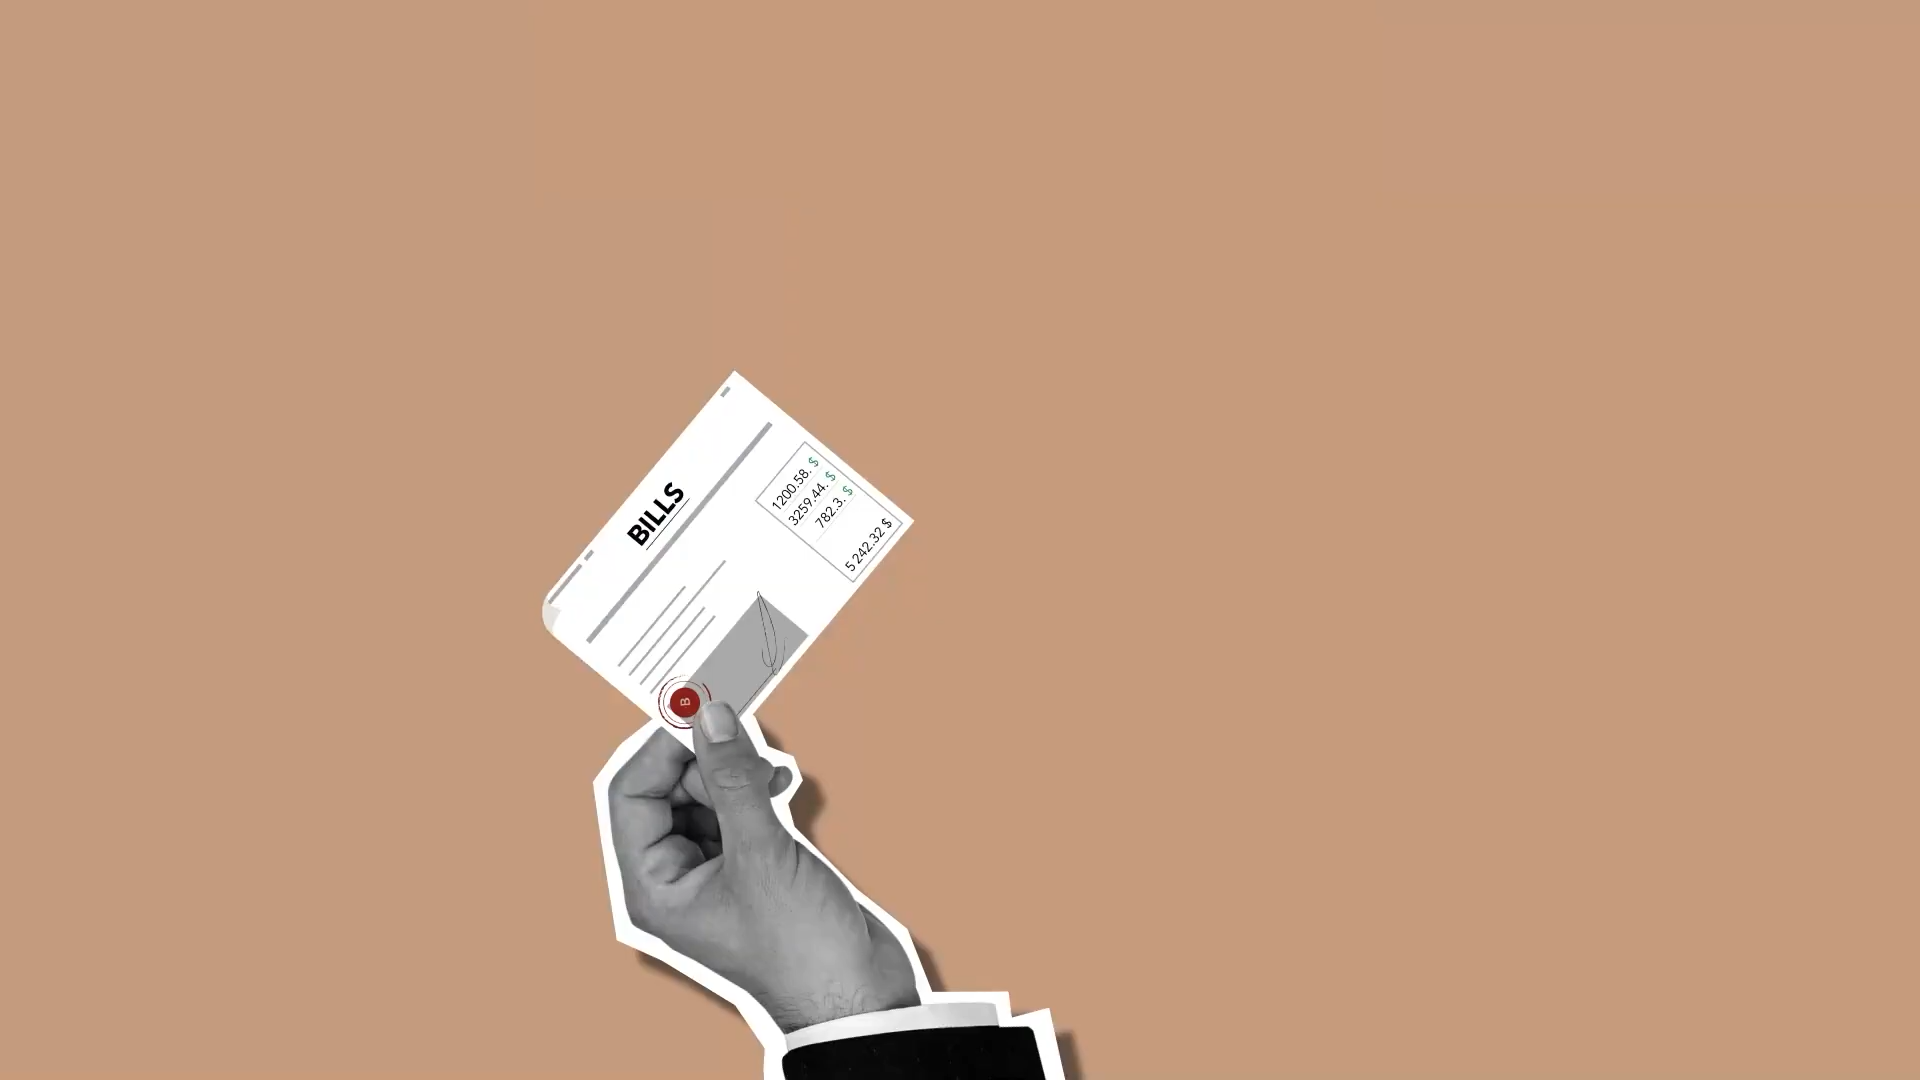 BILLS
1200.58. $
3259.44. $
782.3. $
5 242.32 $
B